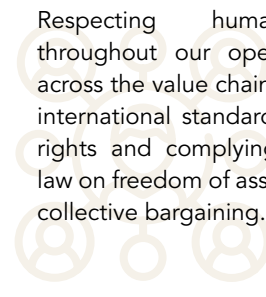 Respecting huma
throughout our ope
across the value chain
international standard
rights and complying
law on freedom of ass
collective bargaining.